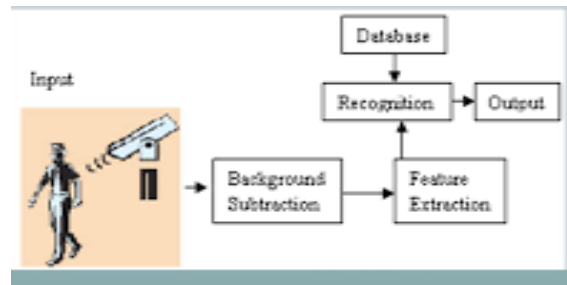 Database
Input
Recognition
Output
Background
Subtraction
Feature
Extraction